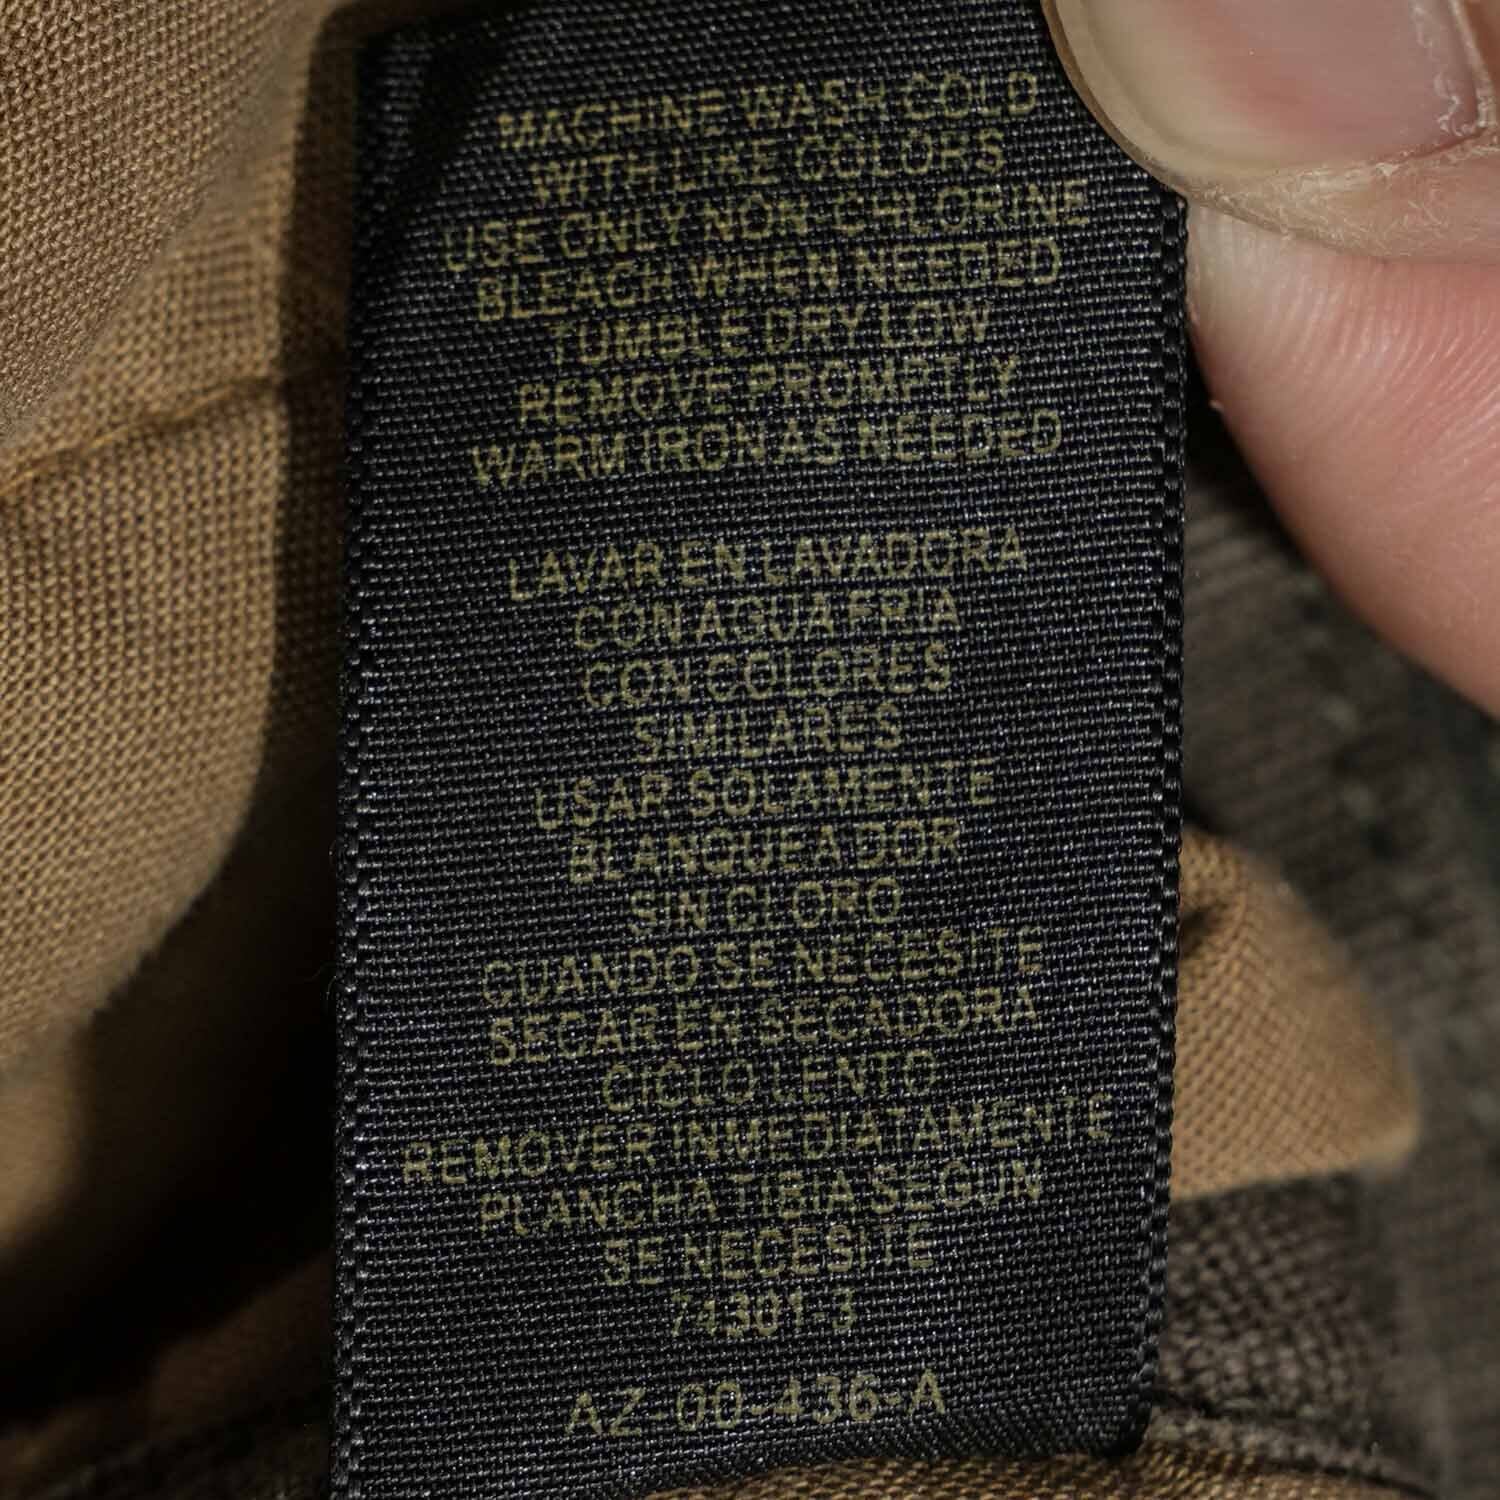 MACHINE WASH COLD
WITH LIKE COLORS
USE ONLY NON-CHLORINE
BLEACH WHEN NEEDED
TUMBLE DRY LOW
REMOVE PROMPTLY
WARM IRON AS NEEDED
LAVAR EN LAVADORA
CON AGUA FRIA
CON COLORES
SIMILARES
USAR SOLAMENTE
BLANQUEADOR
SIN CLORO
CUANDO SE NECESITE
SECAR EN SECADORA
CICLO LENTO
REMOVER INMEDIATAMENTE
PLANCHA TIBIA SEGUN
SE NECESITE
74301-3
AZ-00-436-A